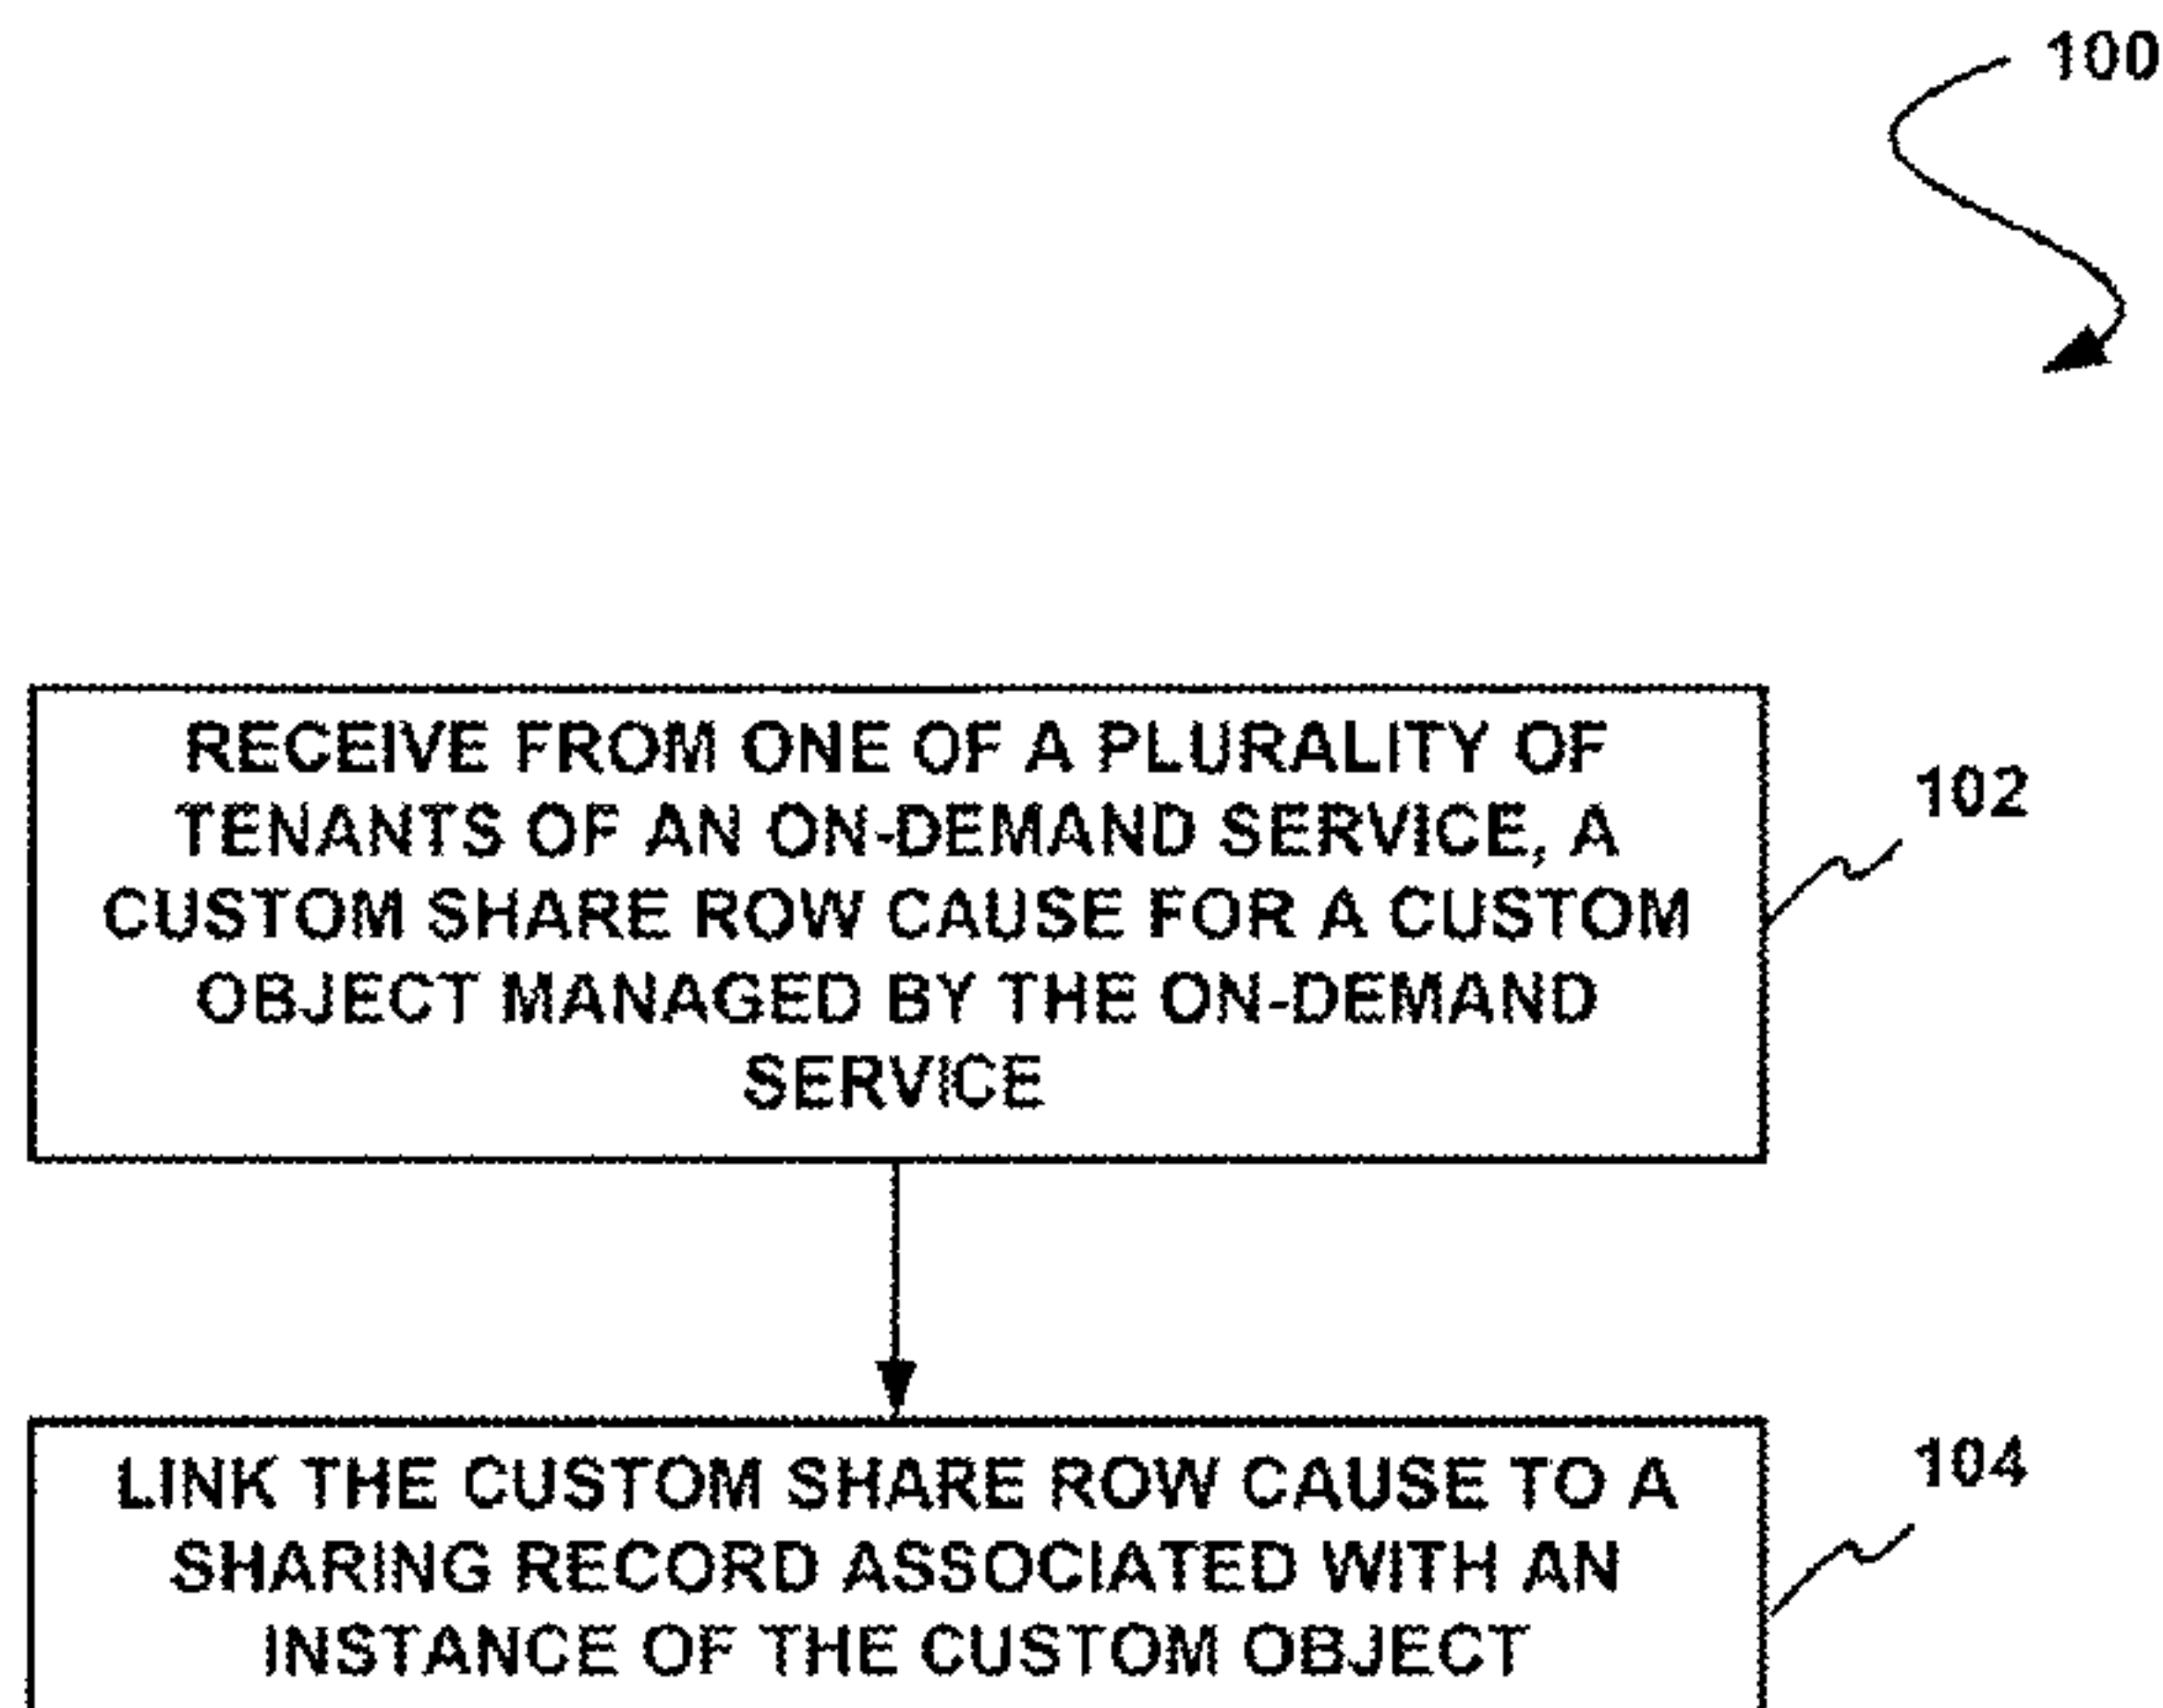 100
RECEIVE FROM ONE OF A PLURALITY OF
TENANTS OF AN ON-DEMAND SERVICE, A
CUSTOM SHARE ROW CAUSE FOR A CUSTOM
OBJECT MANAGED BY THE ON-DEMAND
SERVICE
102
LINK THE CUSTOM SHARE ROW CAUSE TO A
SHARING RECORD ASSOCIATED WITH AN
INSTANCE OF THE CUSTOM OBJECT
104